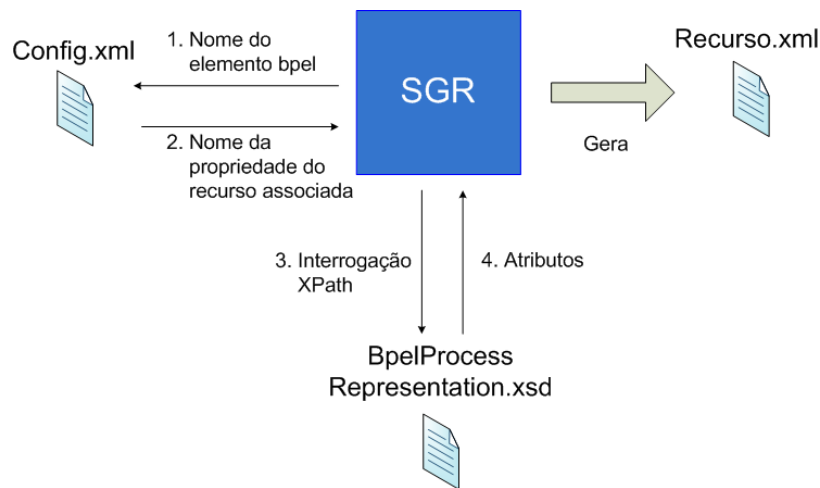 Config.xml
1. Nome do
elemento bpel
2. Nome da
propriedade do
recurso associada
SGR
Gera
Recurso.xml
3. Interrogação
XPath
4. Atributos
BpelProcess
Representation.xsd